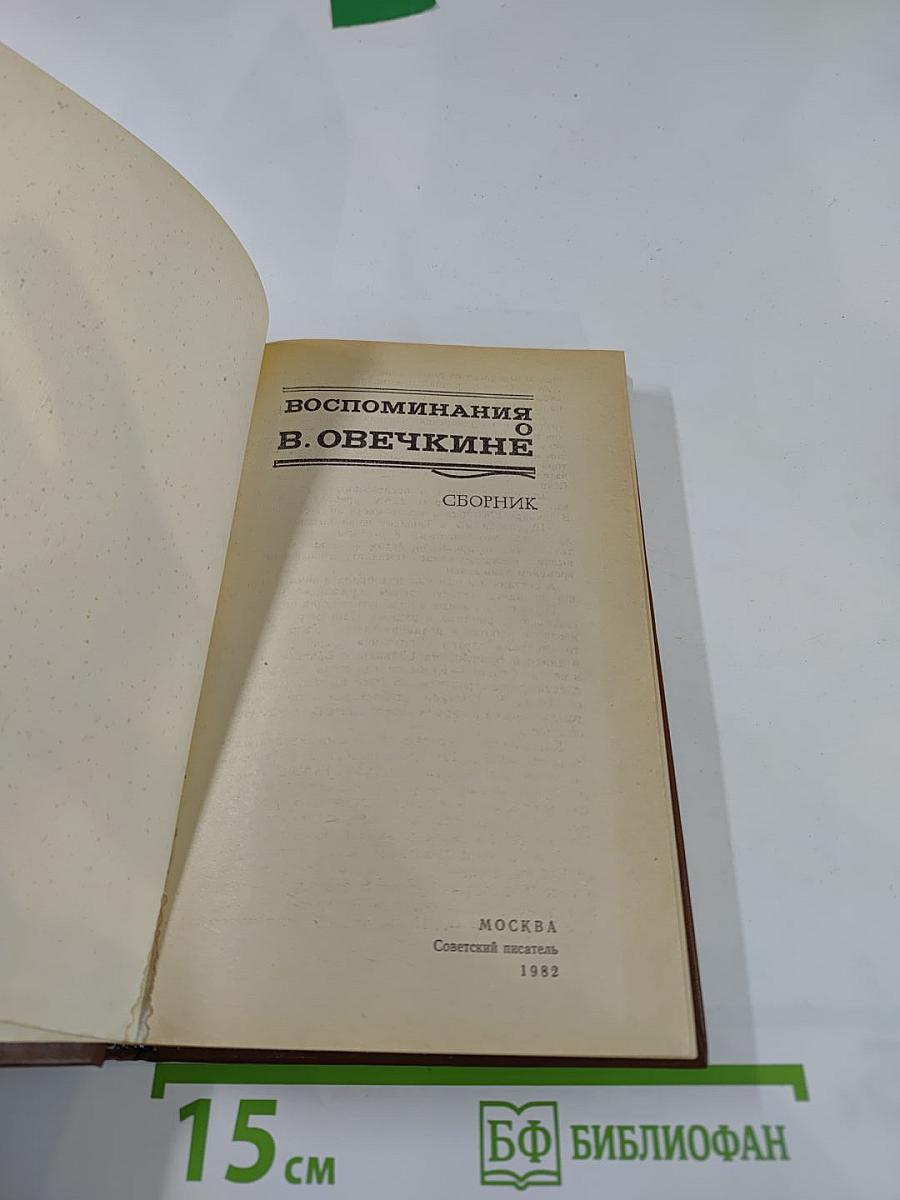 ВОСПОМИНАНИЯ
О
В. ОВЕЧКИНЕ
СБОРНИК
МОСКВА
Советский писатель
1982
15 см
БФ БИБЛИОФАН